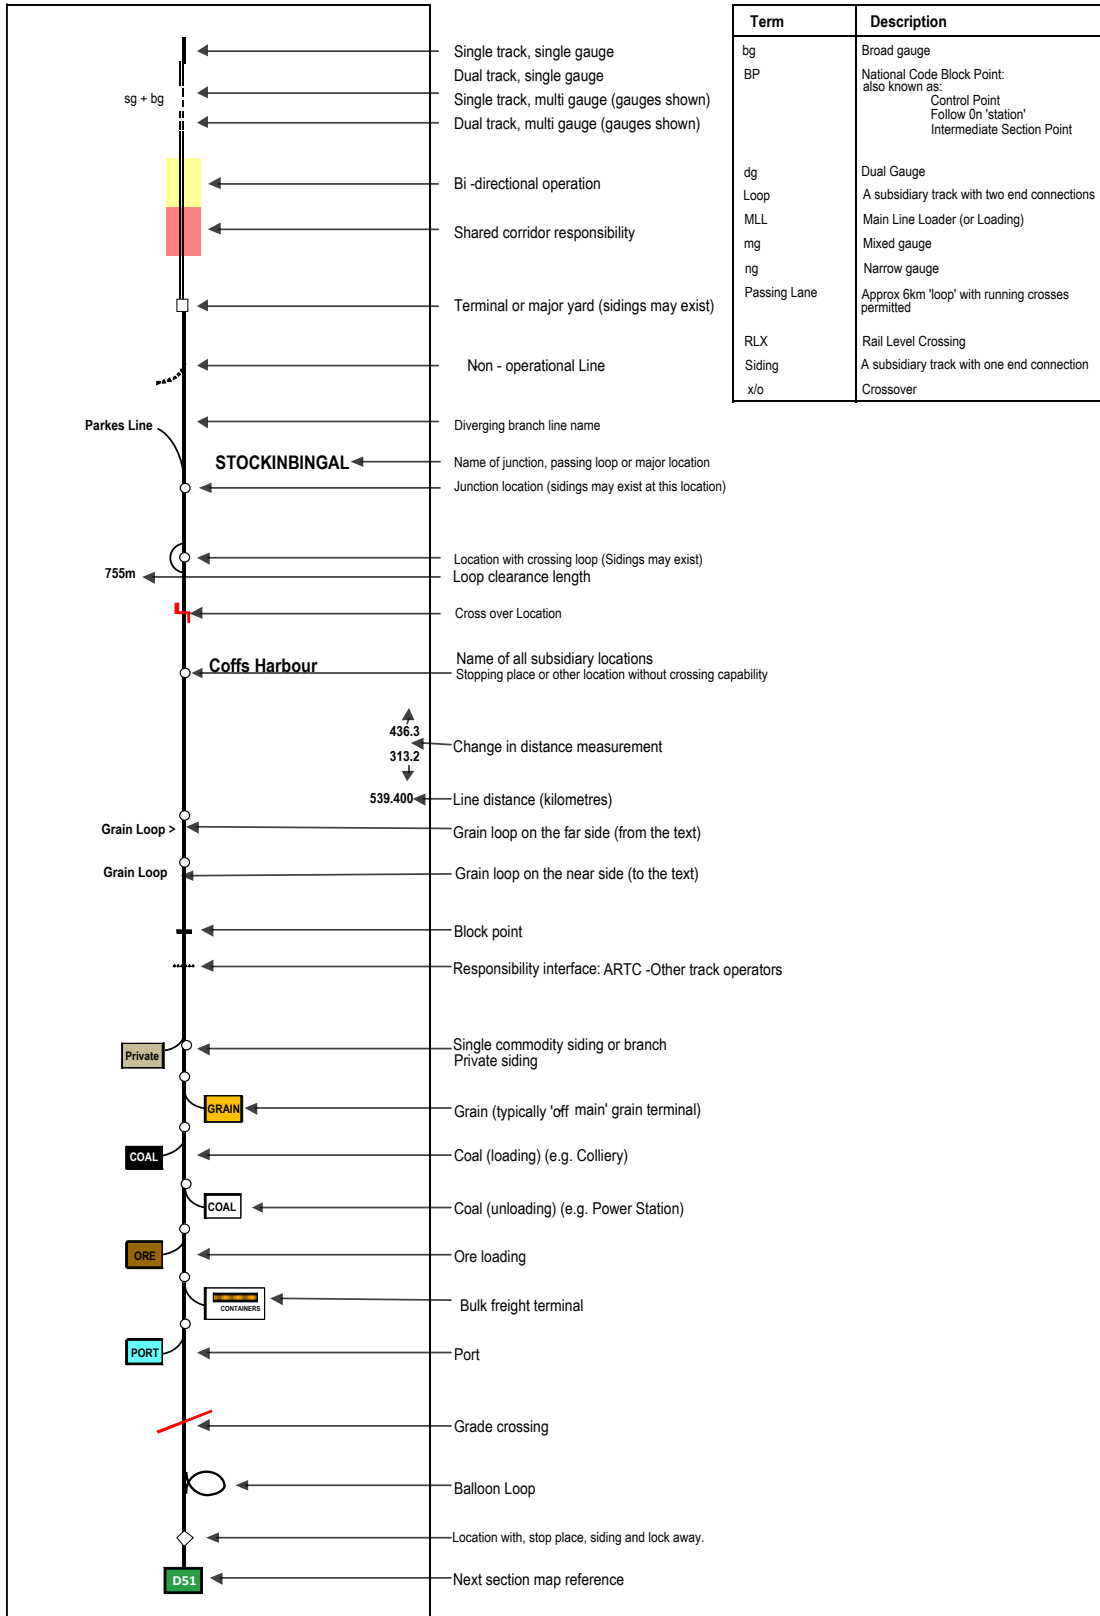 Single track, single gauge
Dual track, single gauge
sg + bg
Single track, multi gauge (gauges shown)
Dual track, multi gauge (gauges shown)
Bi -directional operation
Shared corridor responsibility
Terminal or major yard (sidings may exist)
Non - operational Line
Parkes Line
Diverging branch line name
STOCKINBINGAL
Name of junction, passing loop or major location
Junction location (sidings may exist at this location)
Location with crossing loop (Sidings may exist)
755m
Loop clearance length
Cross over Location
Coffs Harbour
Name of all subsidiary locations
Stopping place or other location without crossing capability
436.3
Change in distance measurement
313.2
539.400
Line distance (kilometres)
Grain Loop >
Grain loop on the far side (from the text)
Grain Loop
Grain loop on the near side (to the text)
Block point
Responsibility interface: ARTC -Other track operators
Private
Single commodity siding or branch
Private siding
GRAIN
Grain (typically 'off main' grain terminal)
COAL
Coal (loading) (e.g. Colliery)
COAL
Coal (unloading) (e.g. Power Station)
ORE
Ore loading
CONTAINERS
Bulk freight terminal
PORT
Port
Grade crossing
Balloon Loop
Location with, stop place, siding and lock away.
D51
Next section map reference
Term Description
bg Broad gauge
BP National Code Block Point:
also known as:
Control Point
Follow 0n 'station'
Intermediate Section Point
dg Dual Gauge
Loop A subsidiary track with two end connections
MLL Main Line Loader (or Loading)
mg Mixed gauge
ng Narrow gauge
Passing Lane Approx 6km 'loop' with running crosses
permitted
RLX Rail Level Crossing
Siding A subsidiary track with one end connection
x/o Crossover